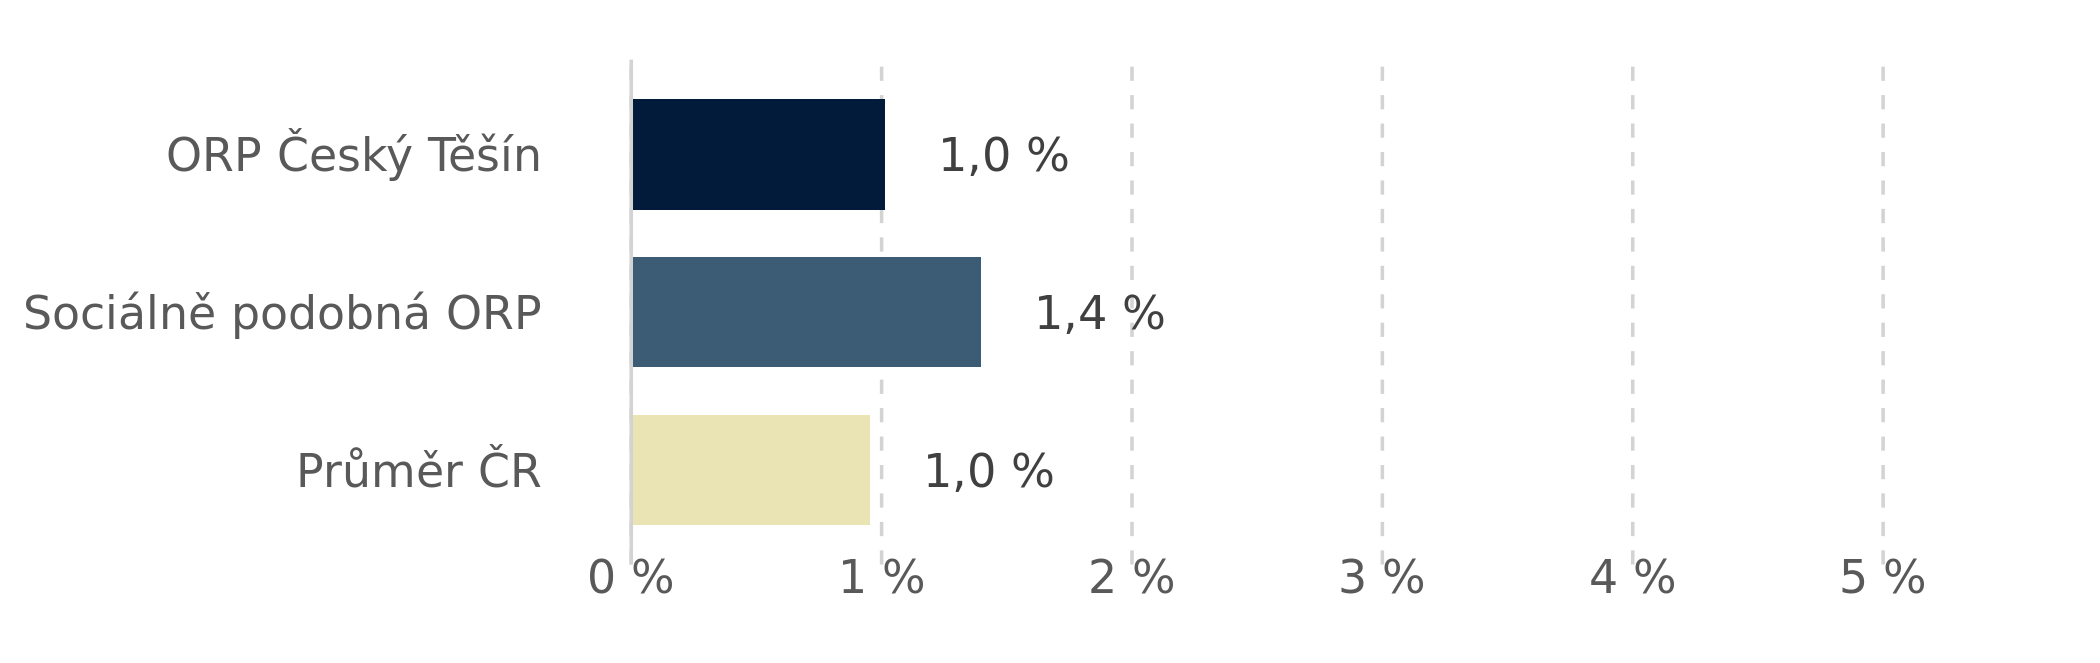 ORP Český Těšín 1,0 %
Sociálně podobná ORP 1,4 %
Průměr ČR 1,0 %
0 % 1 % 2 % 3 % 4 % 5 %